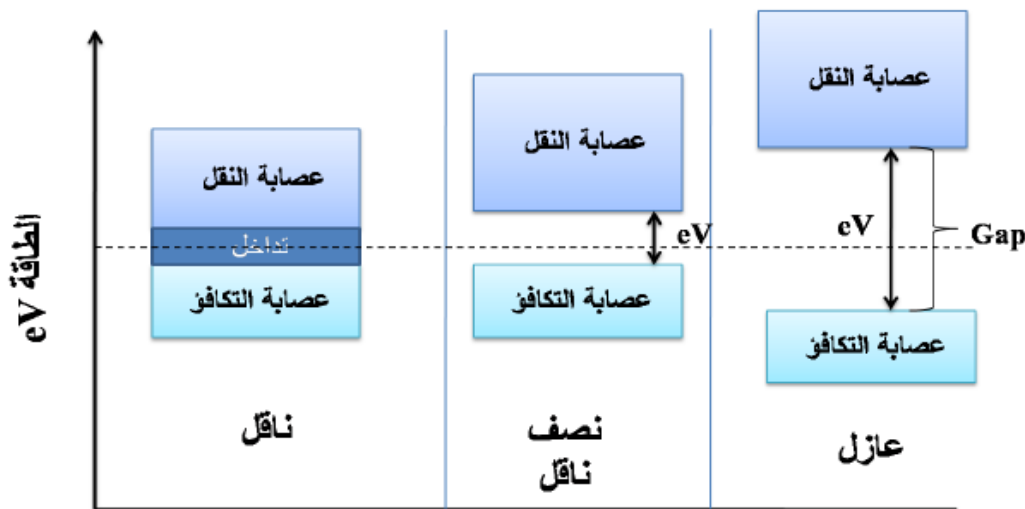 عصابة النقل
عصابة النقل
عصابة النقل
تداخل
eV
eV
Gap
عصابة التكافؤ
عصابة التكافؤ
عصابة التكافؤ
الطاقة eV
ناقل
نصف
ناقل
عازل